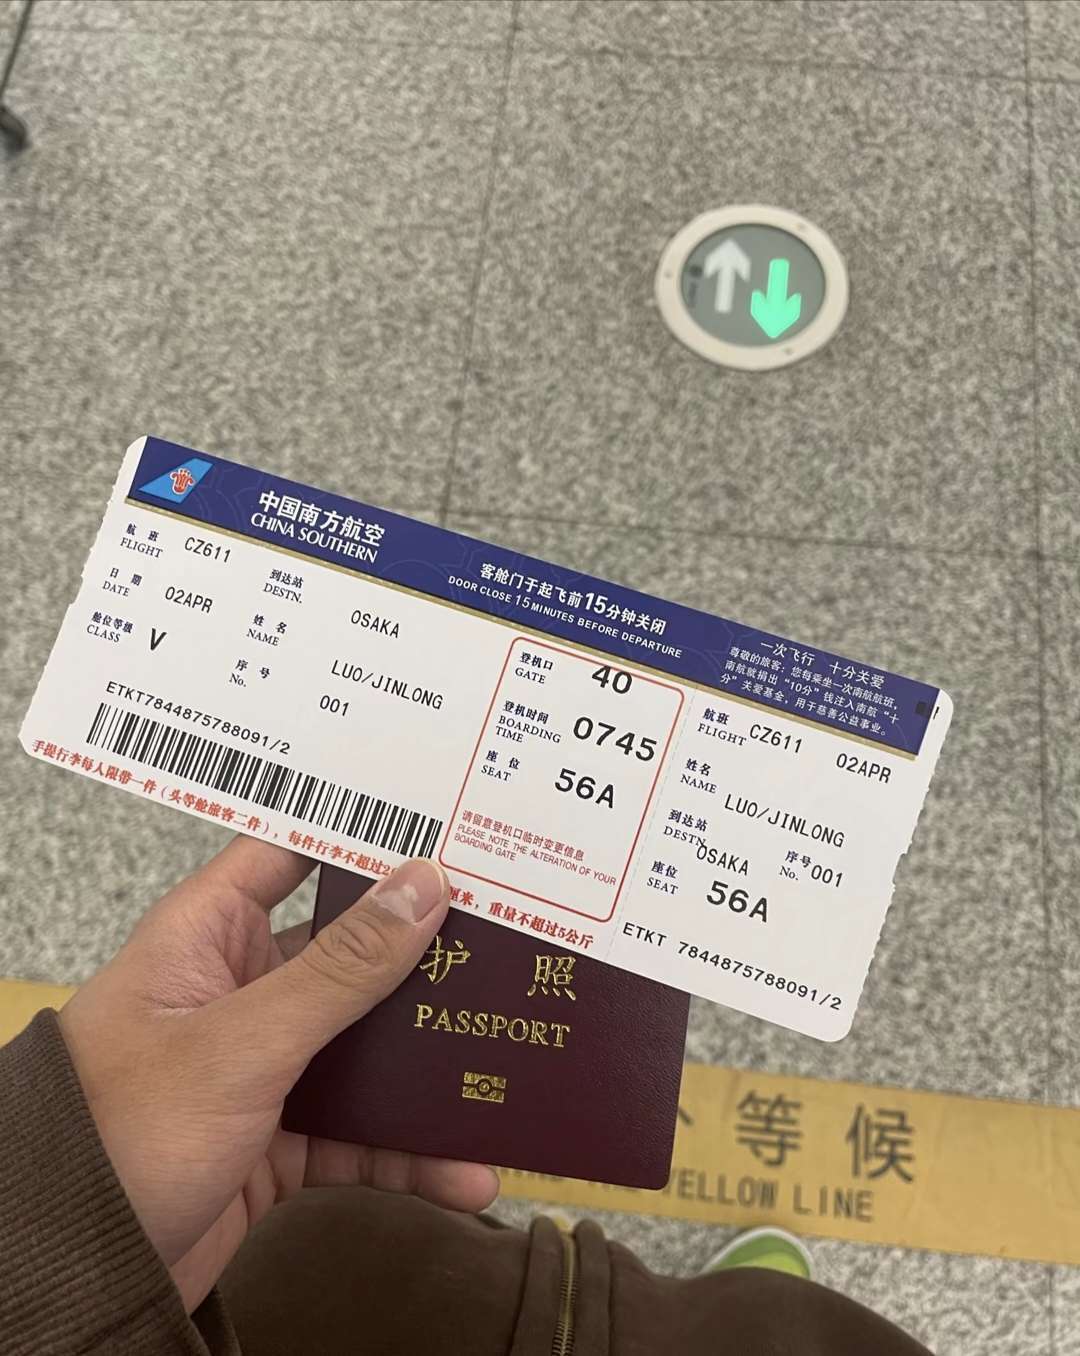 中国南方航空
CHINA SOUTHERN
客舱门于起飞前15分钟关闭
DOOR CLOSE 15 MINUTES BEFORE DEPARTURE
一次飞行 十分关爱
尊敬的旅客：您每乘坐一次南航航班，
南航就捐出“10分”钱注入南航“十
分”关爱基金，用于慈善公益事业。
航班 CZ611
FLIGHT
日期 02APR
DATE
舱位等级 V
CLASS
到达站 OSAKA
DESTN.
姓名 LUO/JINLONG
NAME
序号 001
No.
ETKT7844875788091/2
手提行李每人限带一件（头等舱旅客二件），每件行李不超过2
厘米，重量不超过5公斤
登机口 40
GATE
登机时间 0745
BOARDING
TIME
座位 56A
SEAT
请留意登机口临时变更信息
PLEASE NOTE THE ALTERATION OF YOUR
BOARDING GATE
航班 CZ611 02APR
FLIGHT
姓名 LUO/JINLONG
NAME
到达站 OSAKA
DESTN.
序号 001
No.
座位 56A
SEAT
ETKT 7844875788091/2
护照
PASSPORT
等候
YELLOW LINE